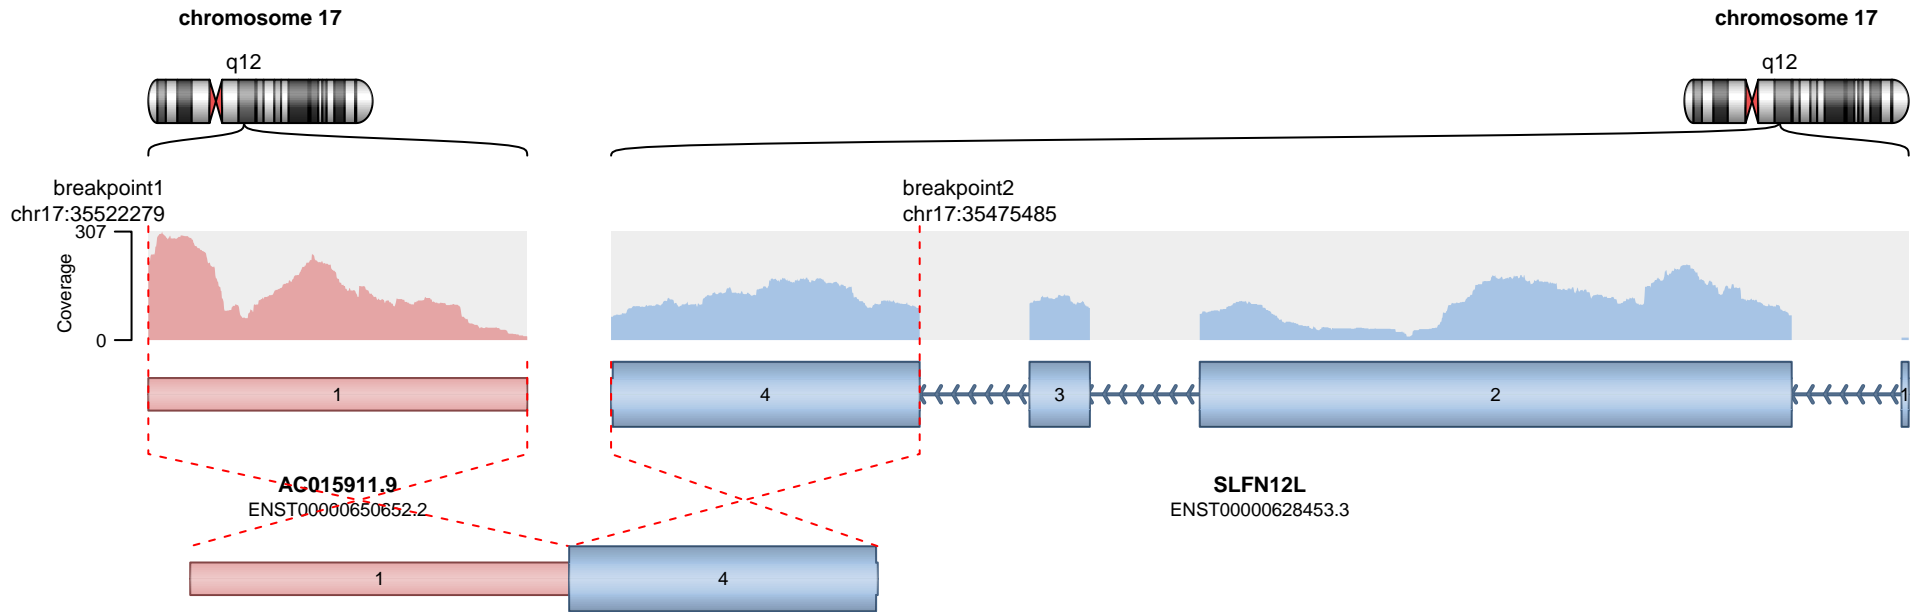 chromosome 17
chromosome 17
q12
q12
breakpoint1
chr17:35522279
breakpoint2
chr17:35475485
307
Coverage
0
1
4
3
2
1
AC015911.9
ENST00000650652.2
SLFN12L
ENST00000628453.3
1
4